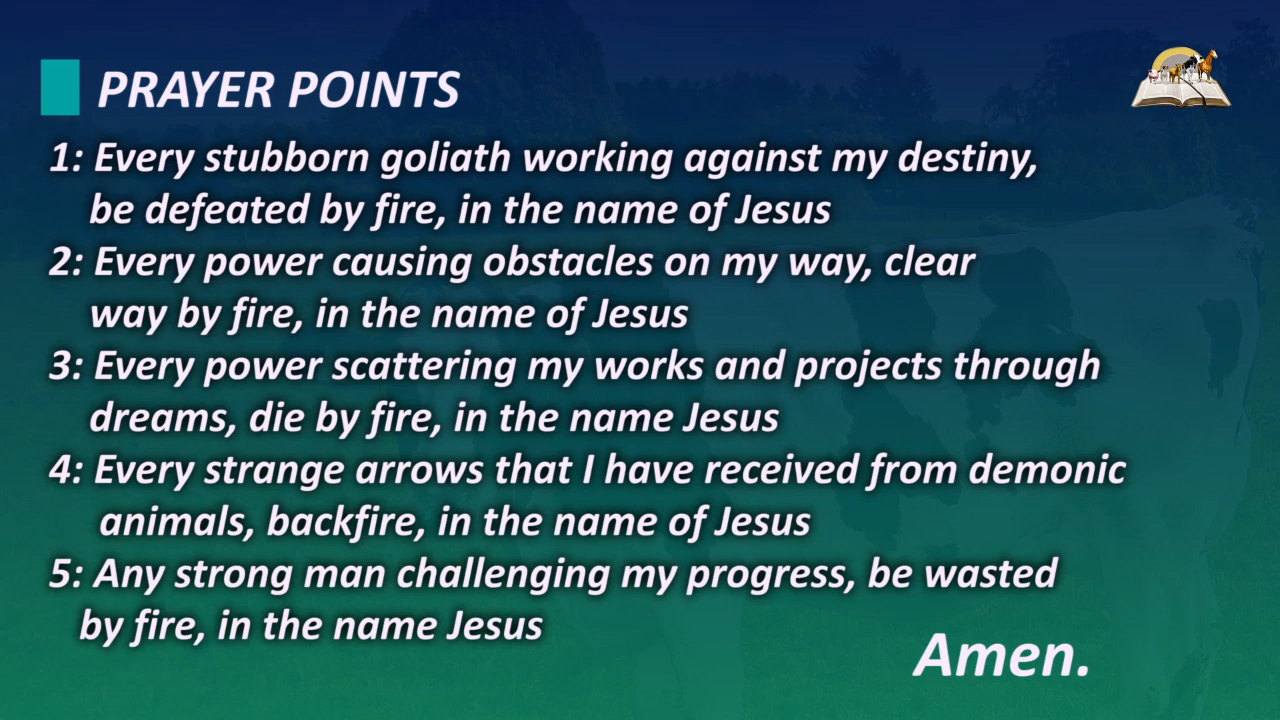 PRAYER POINTS
1: Every stubborn goliath working against my destiny,
be defeated by fire, in the name of Jesus
2: Every power causing obstacles on my way, clear
way by fire, in the name of Jesus
3: Every power scattering my works and projects through
dreams, die by fire, in the name Jesus
4: Every strange arrows that I have received from demonic
animals, backfire, in the name of Jesus
5: Any strong man challenging my progress, be wasted
by fire, in the name Jesus
Amen.